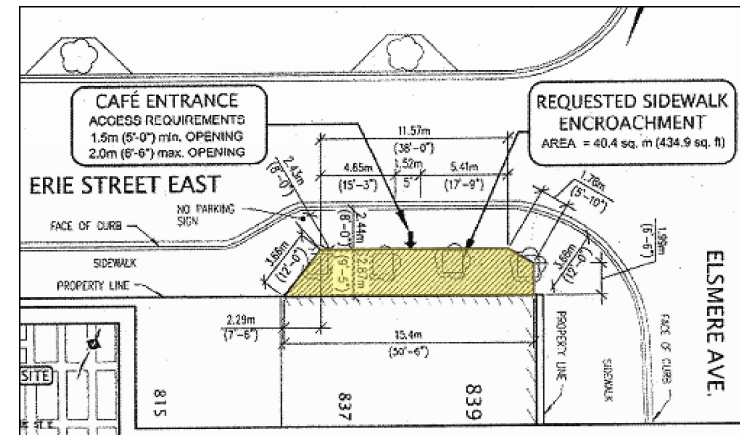 CAFÉ ENTRANCE
ACCESS REQUIREMENTS
1.5m (5'-0") min. OPENING
2.0m (6'-6") max. OPENING
REQUESTED SIDEWALK
ENCROACHMENT
AREA = 40.4 sq. m (434.9 sq. ft)
11.57m
(38'-0")
4.65m
(15'-3")
1.52m
5"
5.41m
(17'-9")
2.43m
(8'-0")
1.78m
(5'-10")
ERIE STREET EAST
NO PARKING
SIGN
2.44m
(8'-0")
1.99m
(6'-6")
FACE OF CURB
SIDEWALK
PROPERTY LINE
3.66m
(12'-0")
2.87m
(9'-5")
3.66m
(12'-0")
ELSMERE AVE.
2.29m
(7'-6")
15.4m
(50'-6")
PROPERTY LINE
SIDEWALK
FACE OF CURB
SITE
815
837
839